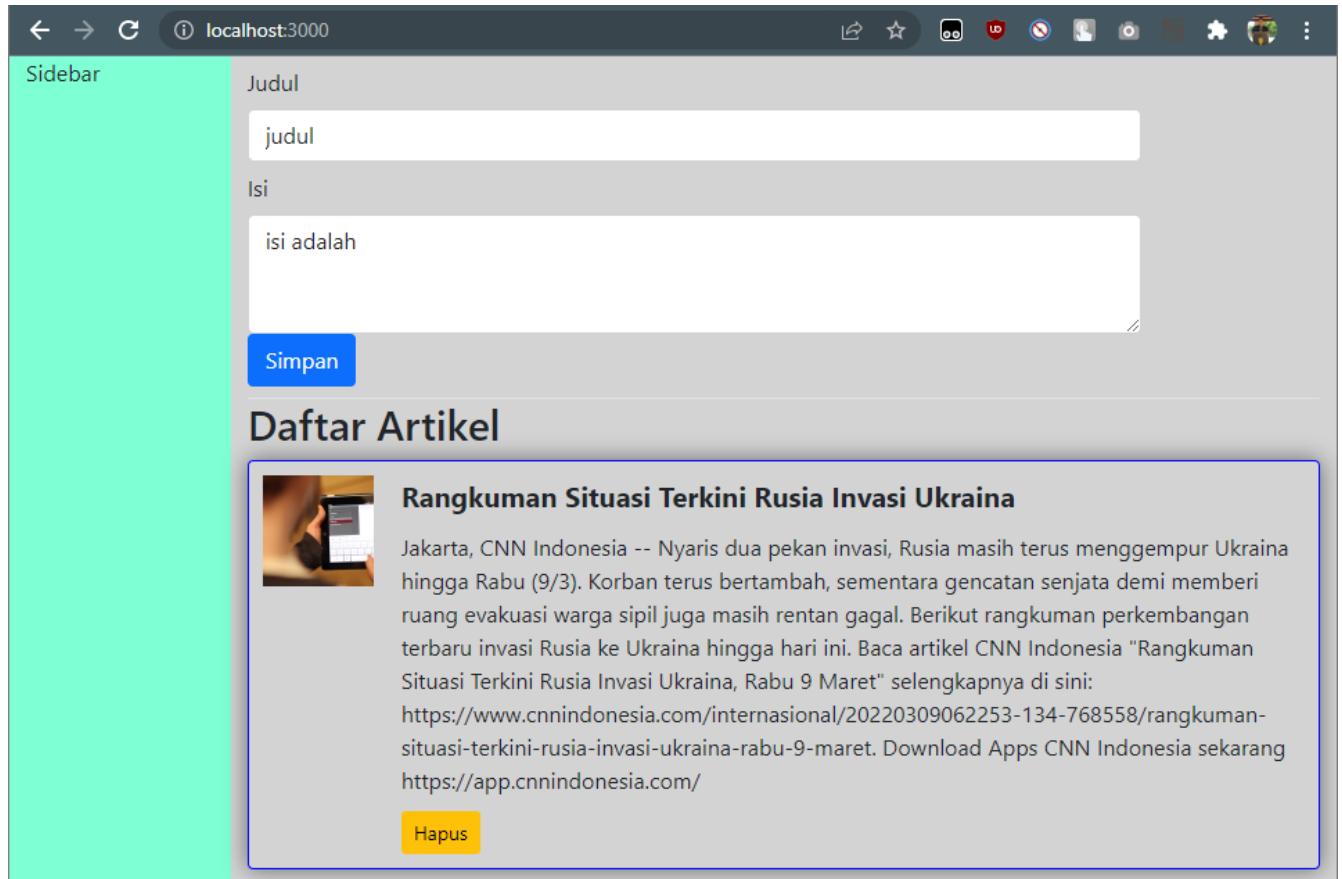 localhost:3000
Sidebar
Judul
judul
Isi
isi adalah
Simpan
Daftar Artikel
Rangkuman Situasi Terkini Rusia Invasi Ukraina
Jakarta, CNN Indonesia -- Nyaris dua pekan invasi, Rusia masih terus menggempur Ukraina
hingga Rabu (9/3). Korban terus bertambah, sementara gencatan senjata demi memberi
ruang evakuasi warga sipil juga masih rentan gagal. Berikut rangkuman perkembangan
terbaru invasi Rusia ke Ukraina hingga hari ini. Baca artikel CNN Indonesia "Rangkuman
Situasi Terkini Rusia Invasi Ukraina, Rabu 9 Maret" selengkapnya di sini:
https://www.cnnindonesia.com/internasional/20220309062253-134-768558/rangkuman-
situasi-terkini-rusia-invasi-ukraina-rabu-9-maret. Download Apps CNN Indonesia sekarang
https://app.cnnindonesia.com/
Hapus